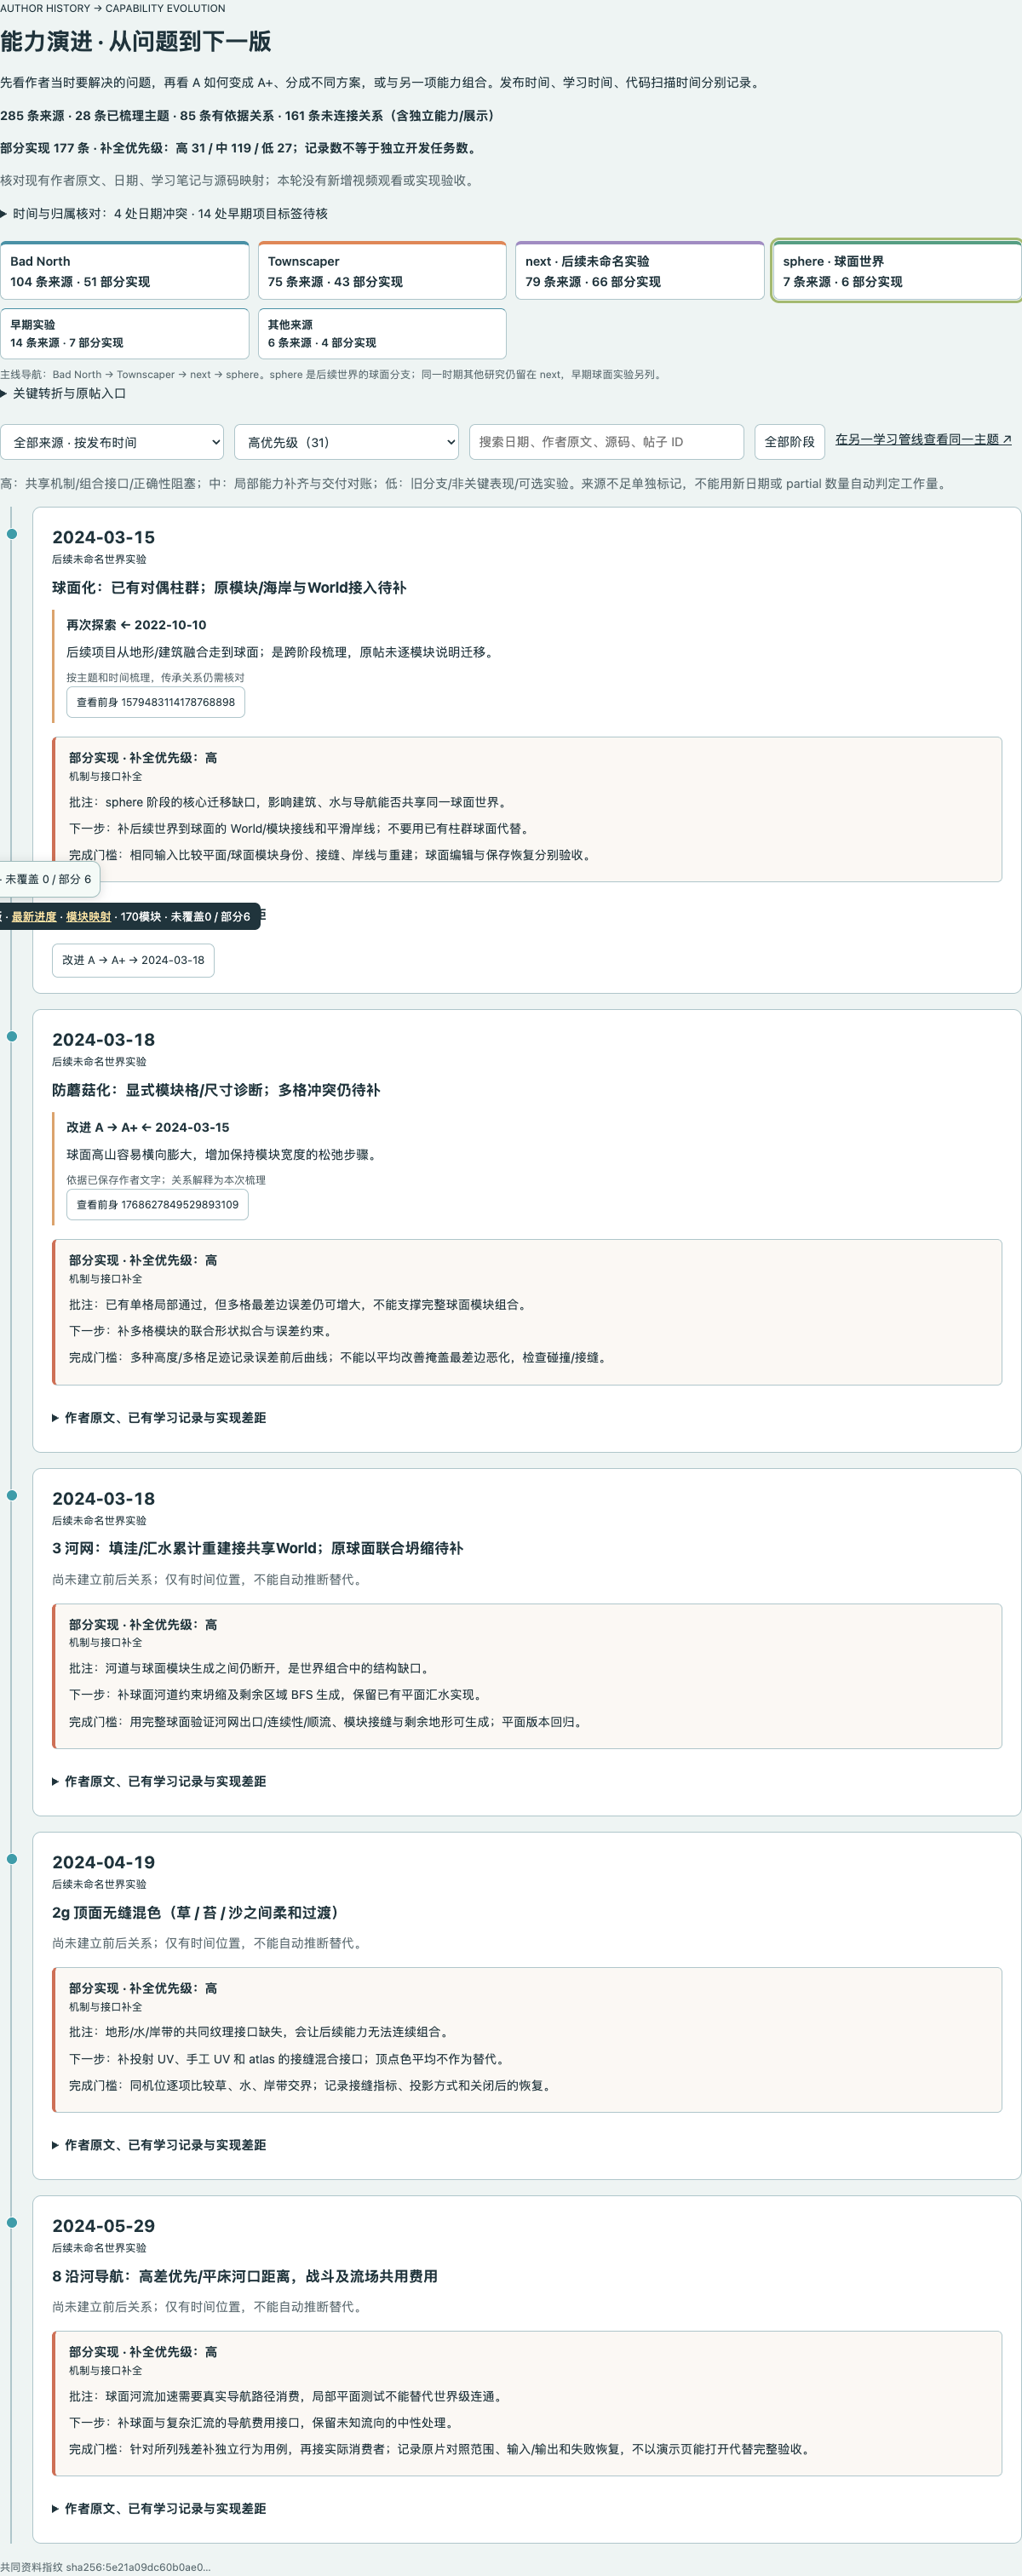 AUTHOR HISTORY → CAPABILITY EVOLUTION
能力演进 · 从问题到下一版
先看作者当时要解决的问题，再看 A 如何变成 A+、分成不同方案，或与另一项能力组合。发布时间、学习时间、代码扫描时间分别记录。
285 条来源 · 28 条已梳理主题 · 85 条有依据关系 · 161 条未连接关系（含独立能力/展示）
部分实现 177 条 · 补全优先级：高 31 / 中 119 / 低 27；记录数不等于独立开发任务数。
核对现有作者原文、日期、学习笔记与源码映射；本轮没有新增视频观看或实现验收。
▶ 时间与归属核对：4 处日期冲突 · 14 处早期项目标签待核
Bad North
104 条来源 · 51 部分实现
Townscaper
75 条来源 · 43 部分实现
next · 后续未命名实验
79 条来源 · 66 部分实现
sphere · 球面世界
7 条来源 · 6 部分实现
早期实验
14 条来源 · 7 部分实现
其他来源
6 条来源 · 4 部分实现
主线导航：Bad North → Townscaper → next → sphere。sphere 是后续世界的球面分支；同一时期其他研究仍留在 next，早期球面实验另列。
▶ 关键转折与原帖入口
全部来源 · 按发布时间
高优先级（31）
搜索日期、作者原文、源码、帖子 ID
全部阶段
在另一学习管线查看同一主题 ↗
高：共享机制/组合接口/正确性阻塞；中：局部能力补齐与交付对账；低：旧分支/非关键表现/可选实验。来源不足单独标记，不能用新日期或 partial 数量自动判定工作量。
2024-03-15
后续未命名世界实验
球面化：已有对偶柱群；原模块/海岸与World接入待补
再次探索 ← 2022-10-10
后续项目从地形/建筑融合走到球面；是跨阶段梳理，原帖未逐模块说明迁移。
按主题和时间梳理，传承关系仍需核对
查看前身 1579483114178768898
部分实现 · 补全优先级：高
机制与接口补全
批注：sphere 阶段的核心迁移缺口，影响建筑、水与导航能否共享同一球面世界。
下一步：补后续世界到球面的 World/模块接线和平滑岸线；不要用已有柱群球面代替。
完成门槛：相同输入比较平面/球面模块身份、接缝、岸线与重建；球面编辑与保存恢复分别验收。
· 未覆盖 0 / 部分 6
· 最新进度 · 模块映射 · 170模块 · 未覆盖0 / 部分6
改进 A → A+ → 2024-03-18
2024-03-18
后续未命名世界实验
防蘑菇化：显式模块格/尺寸诊断；多格冲突仍待补
改进 A → A+ ← 2024-03-15
球面高山容易横向膨大，增加保持模块宽度的松弛步骤。
依据已保存作者文字；关系解释为本次梳理
查看前身 1768627849529893109
部分实现 · 补全优先级：高
机制与接口补全
批注：已有单格局部通过，但多格最差边误差仍可增大，不能支撑完整球面模块组合。
下一步：补多格模块的联合形状拟合与误差约束。
完成门槛：多种高度/多格足迹记录误差前后曲线；不能以平均改善掩盖最差边恶化，检查碰撞/接缝。
▶ 作者原文、已有学习记录与实现差距
2024-03-18
后续未命名世界实验
3 河网：填洼/汇水累计重建接共享World；原球面联合坍缩待补
尚未建立前后关系；仅有时间位置，不能自动推断替代。
部分实现 · 补全优先级：高
机制与接口补全
批注：河道与球面模块生成之间仍断开，是世界组合中的结构缺口。
下一步：补球面河道约束坍缩及剩余区域 BFS 生成，保留已有平面汇水实现。
完成门槛：用完整球面验证河网出口/连续性/顺流、模块接缝与剩余地形可生成；平面版本回归。
▶ 作者原文、已有学习记录与实现差距
2024-04-19
后续未命名世界实验
2g 顶面无缝混色（草 / 苔 / 沙之间柔和过渡）
尚未建立前后关系；仅有时间位置，不能自动推断替代。
部分实现 · 补全优先级：高
机制与接口补全
批注：地形/水/岸带的共同纹理接口缺失，会让后续能力无法连续组合。
下一步：补投射 UV、手工 UV 和 atlas 的接缝混合接口；顶点色平均不作为替代。
完成门槛：同机位逐项比较草、水、岸带交界；记录接缝指标、投影方式和关闭后的恢复。
▶ 作者原文、已有学习记录与实现差距
2024-05-29
后续未命名世界实验
8 沿河导航：高差优先/平床河口距离，战斗及流场共用费用
尚未建立前后关系；仅有时间位置，不能自动推断替代。
部分实现 · 补全优先级：高
机制与接口补全
批注：球面河流加速需要真实导航路径消费，局部平面测试不能替代世界级连通。
下一步：补球面与复杂汇流的导航费用接口，保留未知流向的中性处理。
完成门槛：针对所列残差补独立行为用例，再接实际消费者；记录原片对照范围、输入/输出和失败恢复，不以演示页能打开代替完整验收。
▶ 作者原文、已有学习记录与实现差距
共同资料指纹 sha256:5e21a09dc60b0ae0...